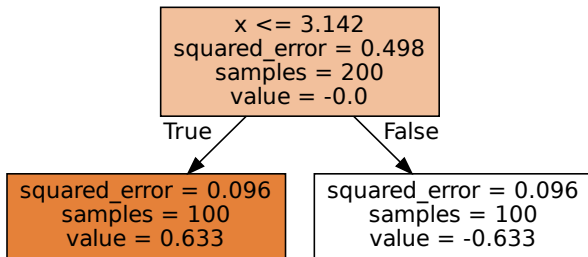 x <= 3.142
squared_error = 0.498
samples = 200
value = -0.0
True
False
squared_error = 0.096
samples = 100
value = 0.633
squared_error = 0.096
samples = 100
value = -0.633